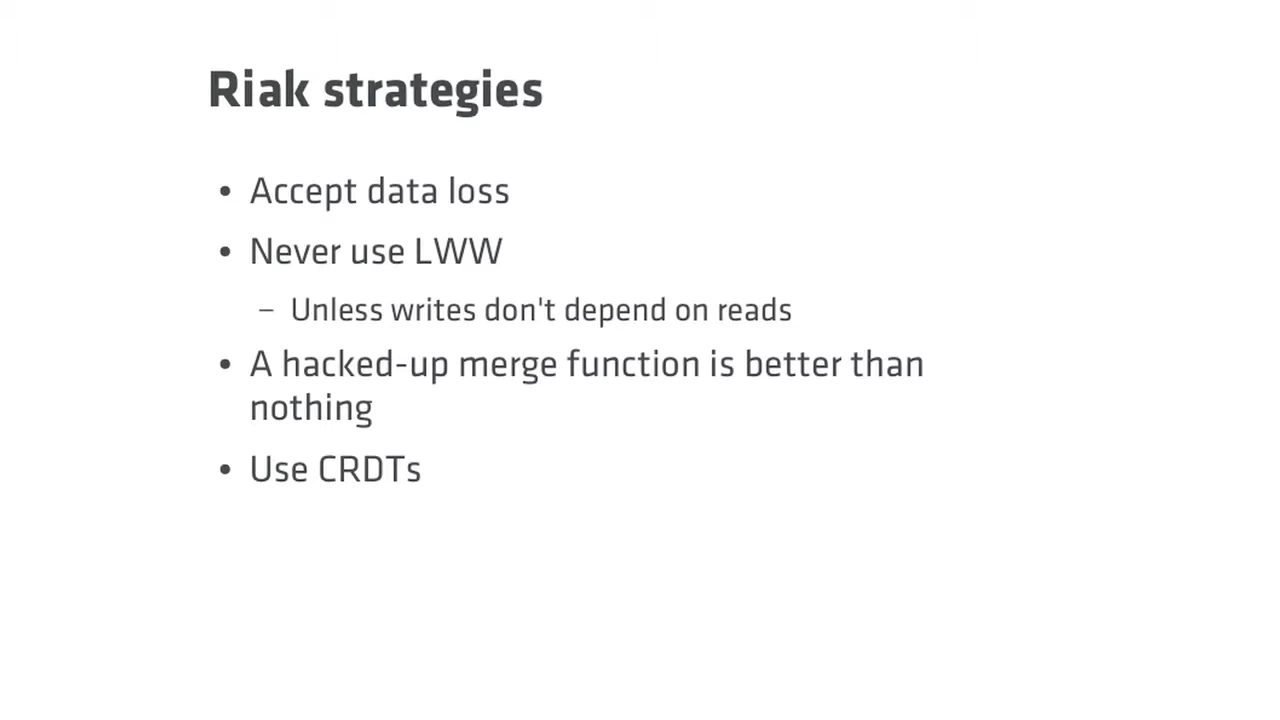 Riak strategies
• Accept data loss
• Never use LWW
– Unless writes don't depend on reads
• A hacked-up merge function is better than
nothing
• Use CRDTs